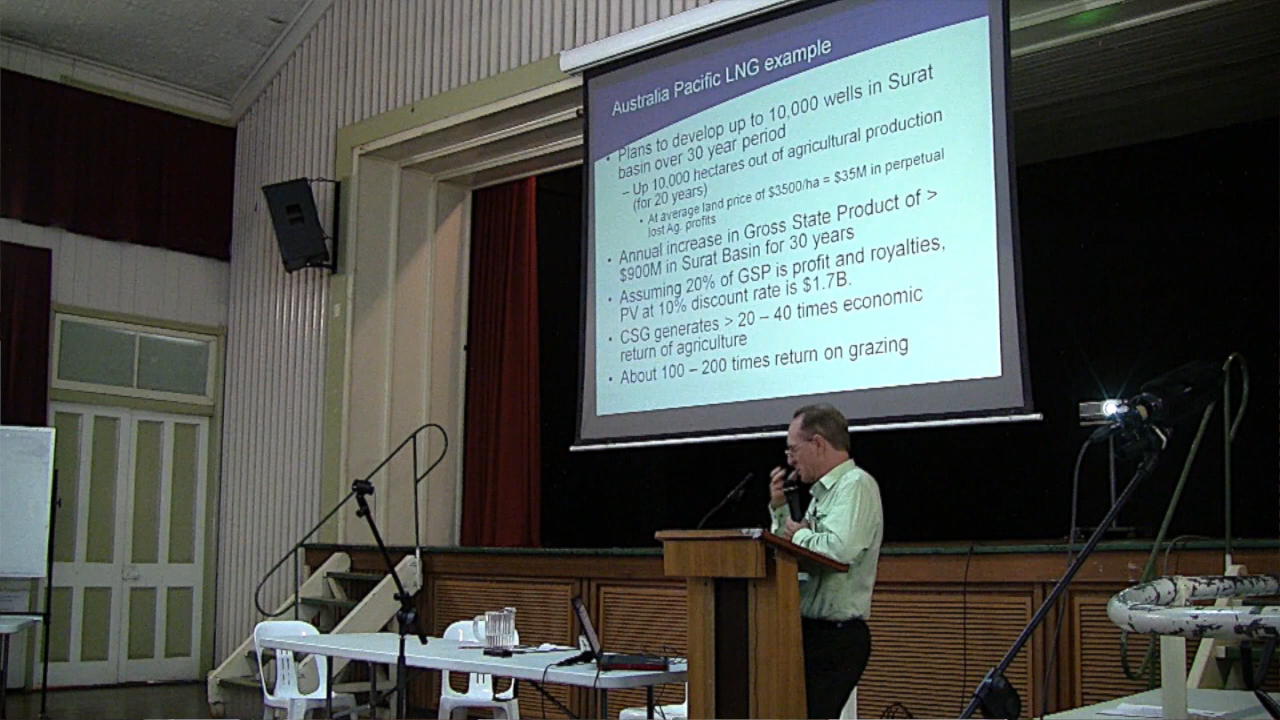 Australia Pacific LNG example
• Plans to develop up to 10,000 wells in Surat
basin over 30 year period
– Up 10,000 hectares out of agricultural production
(for 20 years)
• At average land price of $3500/ha = $35M in perpetual
lost Ag. profits
• Annual increase in Gross State Product of >
$900M in Surat Basin for 30 years
• Assuming 20% of GSP is profit and royalties,
PV at 10% discount rate is $1.7B.
• CSG generates > 20 – 40 times economic
return of agriculture
• About 100 – 200 times return on grazing